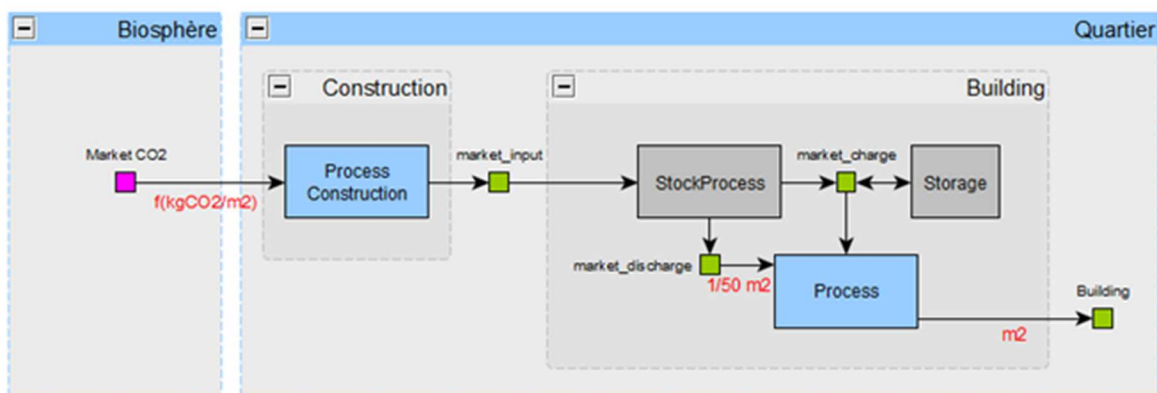 Biosphère
Quartier
Construction
Building
Market CO2
market_input
market_charge
Process
Construction
StockProcess
Storage
f(kgCO2/m2)
market_discharge
1/50 m2
Process
Building
m2